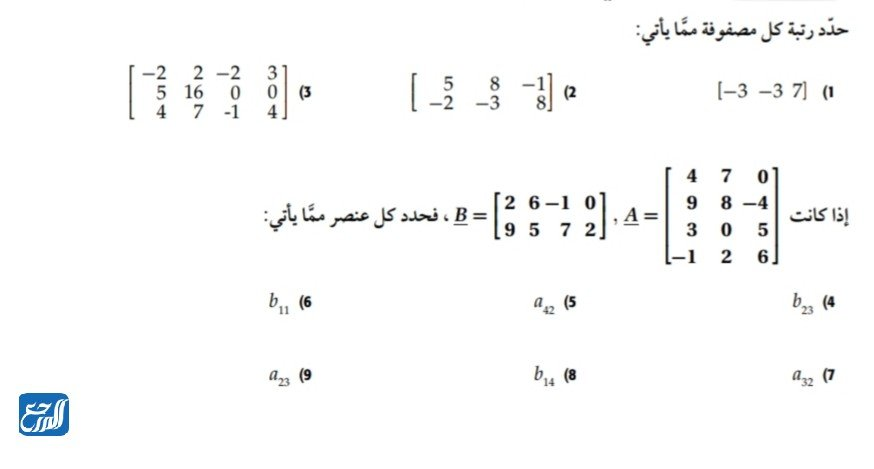 حدّد رتبة كل مصفوفة ممَّا يأتي:
1) [−3 −3 7]
2) [5 8 −1
−2 −3 8]
3) [−2 2 −2 3
5 16 0 0
4 7 -1 4]
إذا كانت A = [4 7 0
9 8 −4
3 0 5
−1 2 6] , B = [2 6 −1 0
9 5 7 2] ، فحدد كل عنصر ممَّا يأتي:
4) b₂₃
5) a₄₂
6) b₁₁
7) a₃₂
8) b₁₄
9) a₂₃
المرجع